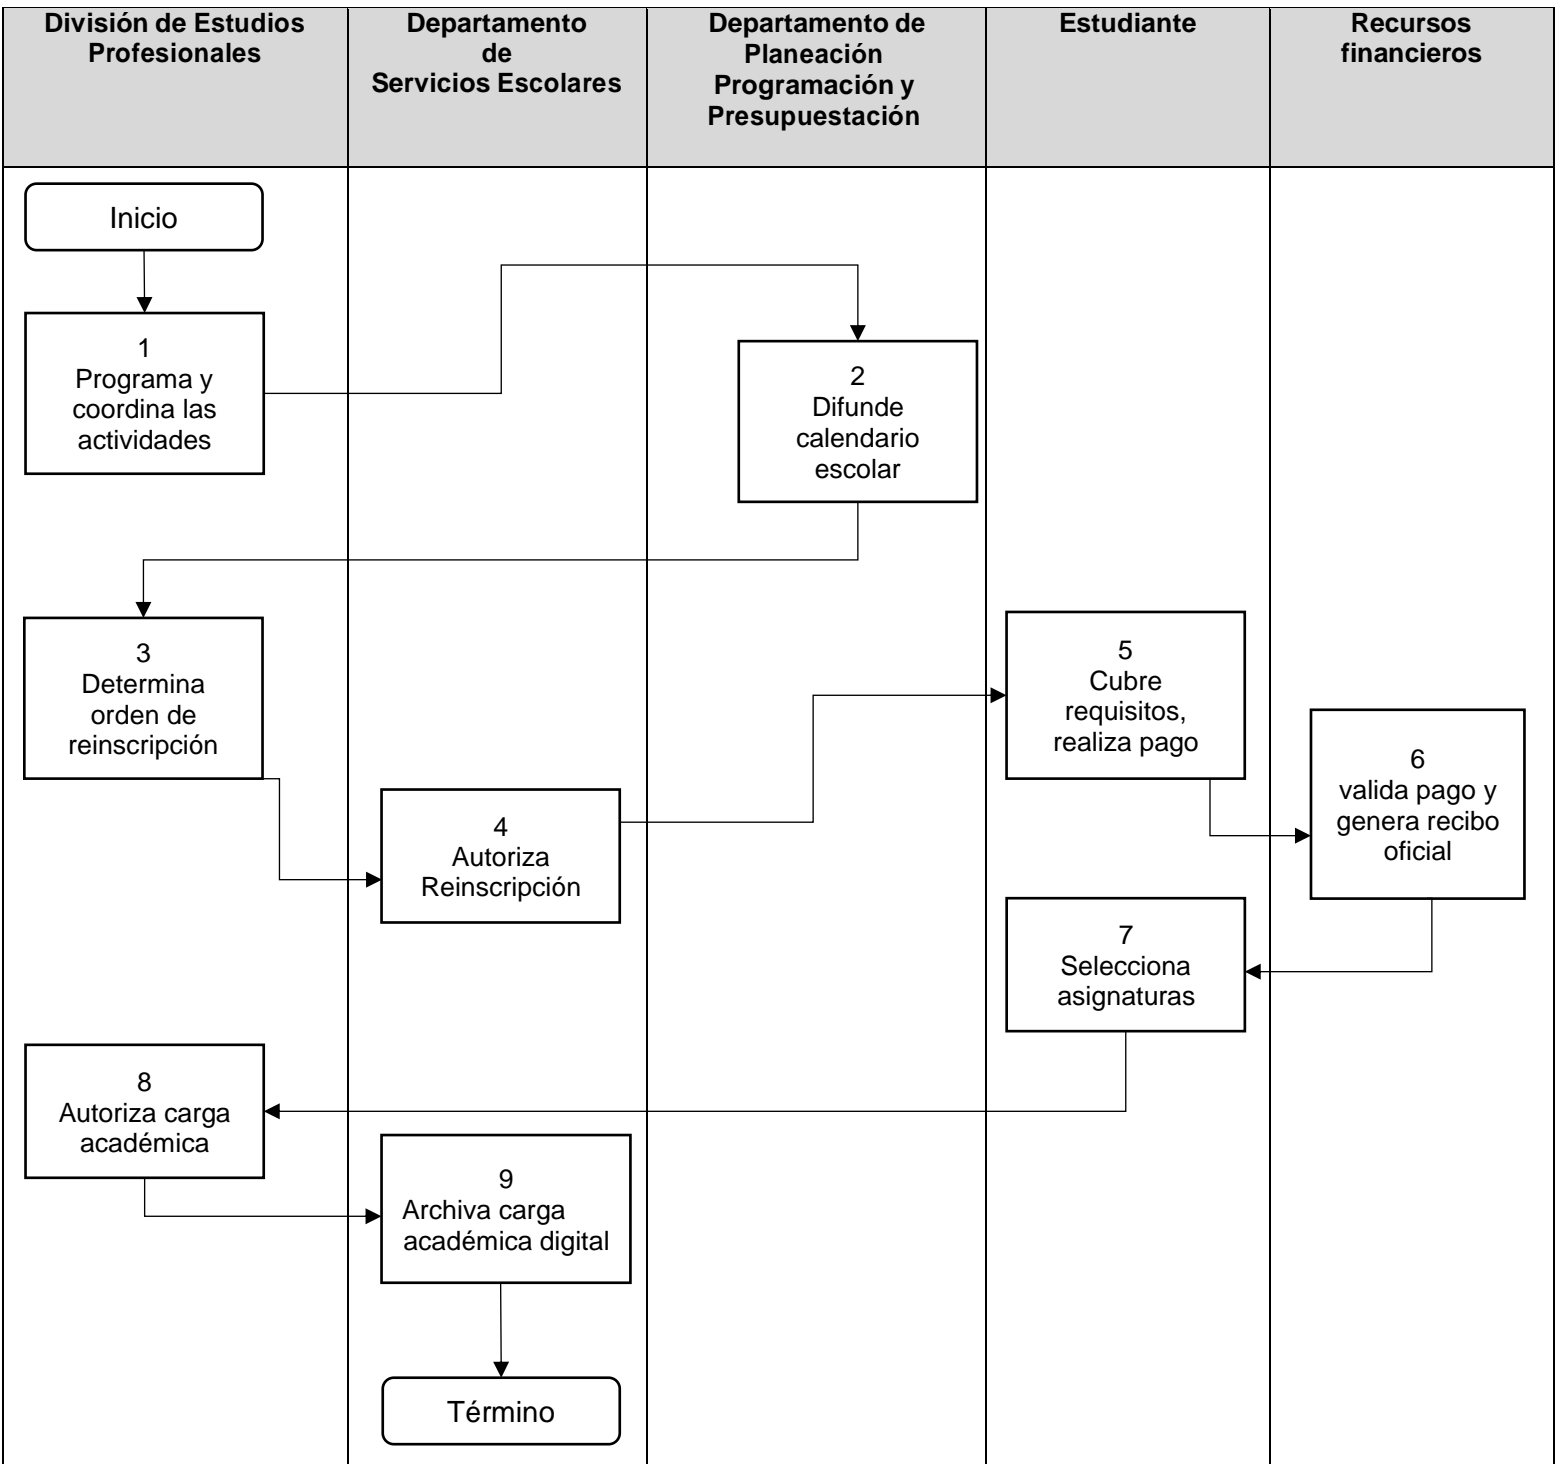 División de Estudios
Profesionales
Departamento
de
Servicios Escolares
Departamento de
Planeación
Programación y
Presupuestación
Estudiante
Recursos
financieros
Inicio
1
Programa y
coordina las
actividades
2
Difunde
calendario
escolar
3
Determina
orden de
reinscripción
4
Autoriza
Reinscripción
5
Cubre
requisitos,
realiza pago
6
valida pago y
genera recibo
oficial
7
Selecciona
asignaturas
8
Autoriza carga
académica
9
Archiva carga
académica digital
Término